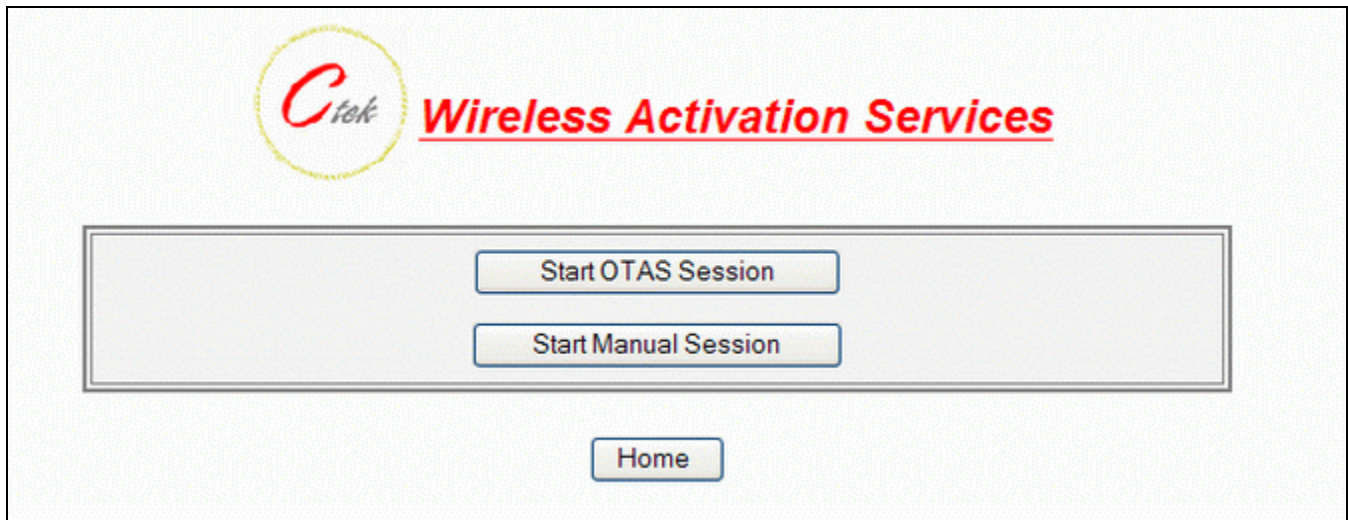 Ctek
Wireless Activation Services
Start OTAS Session
Start Manual Session
Home